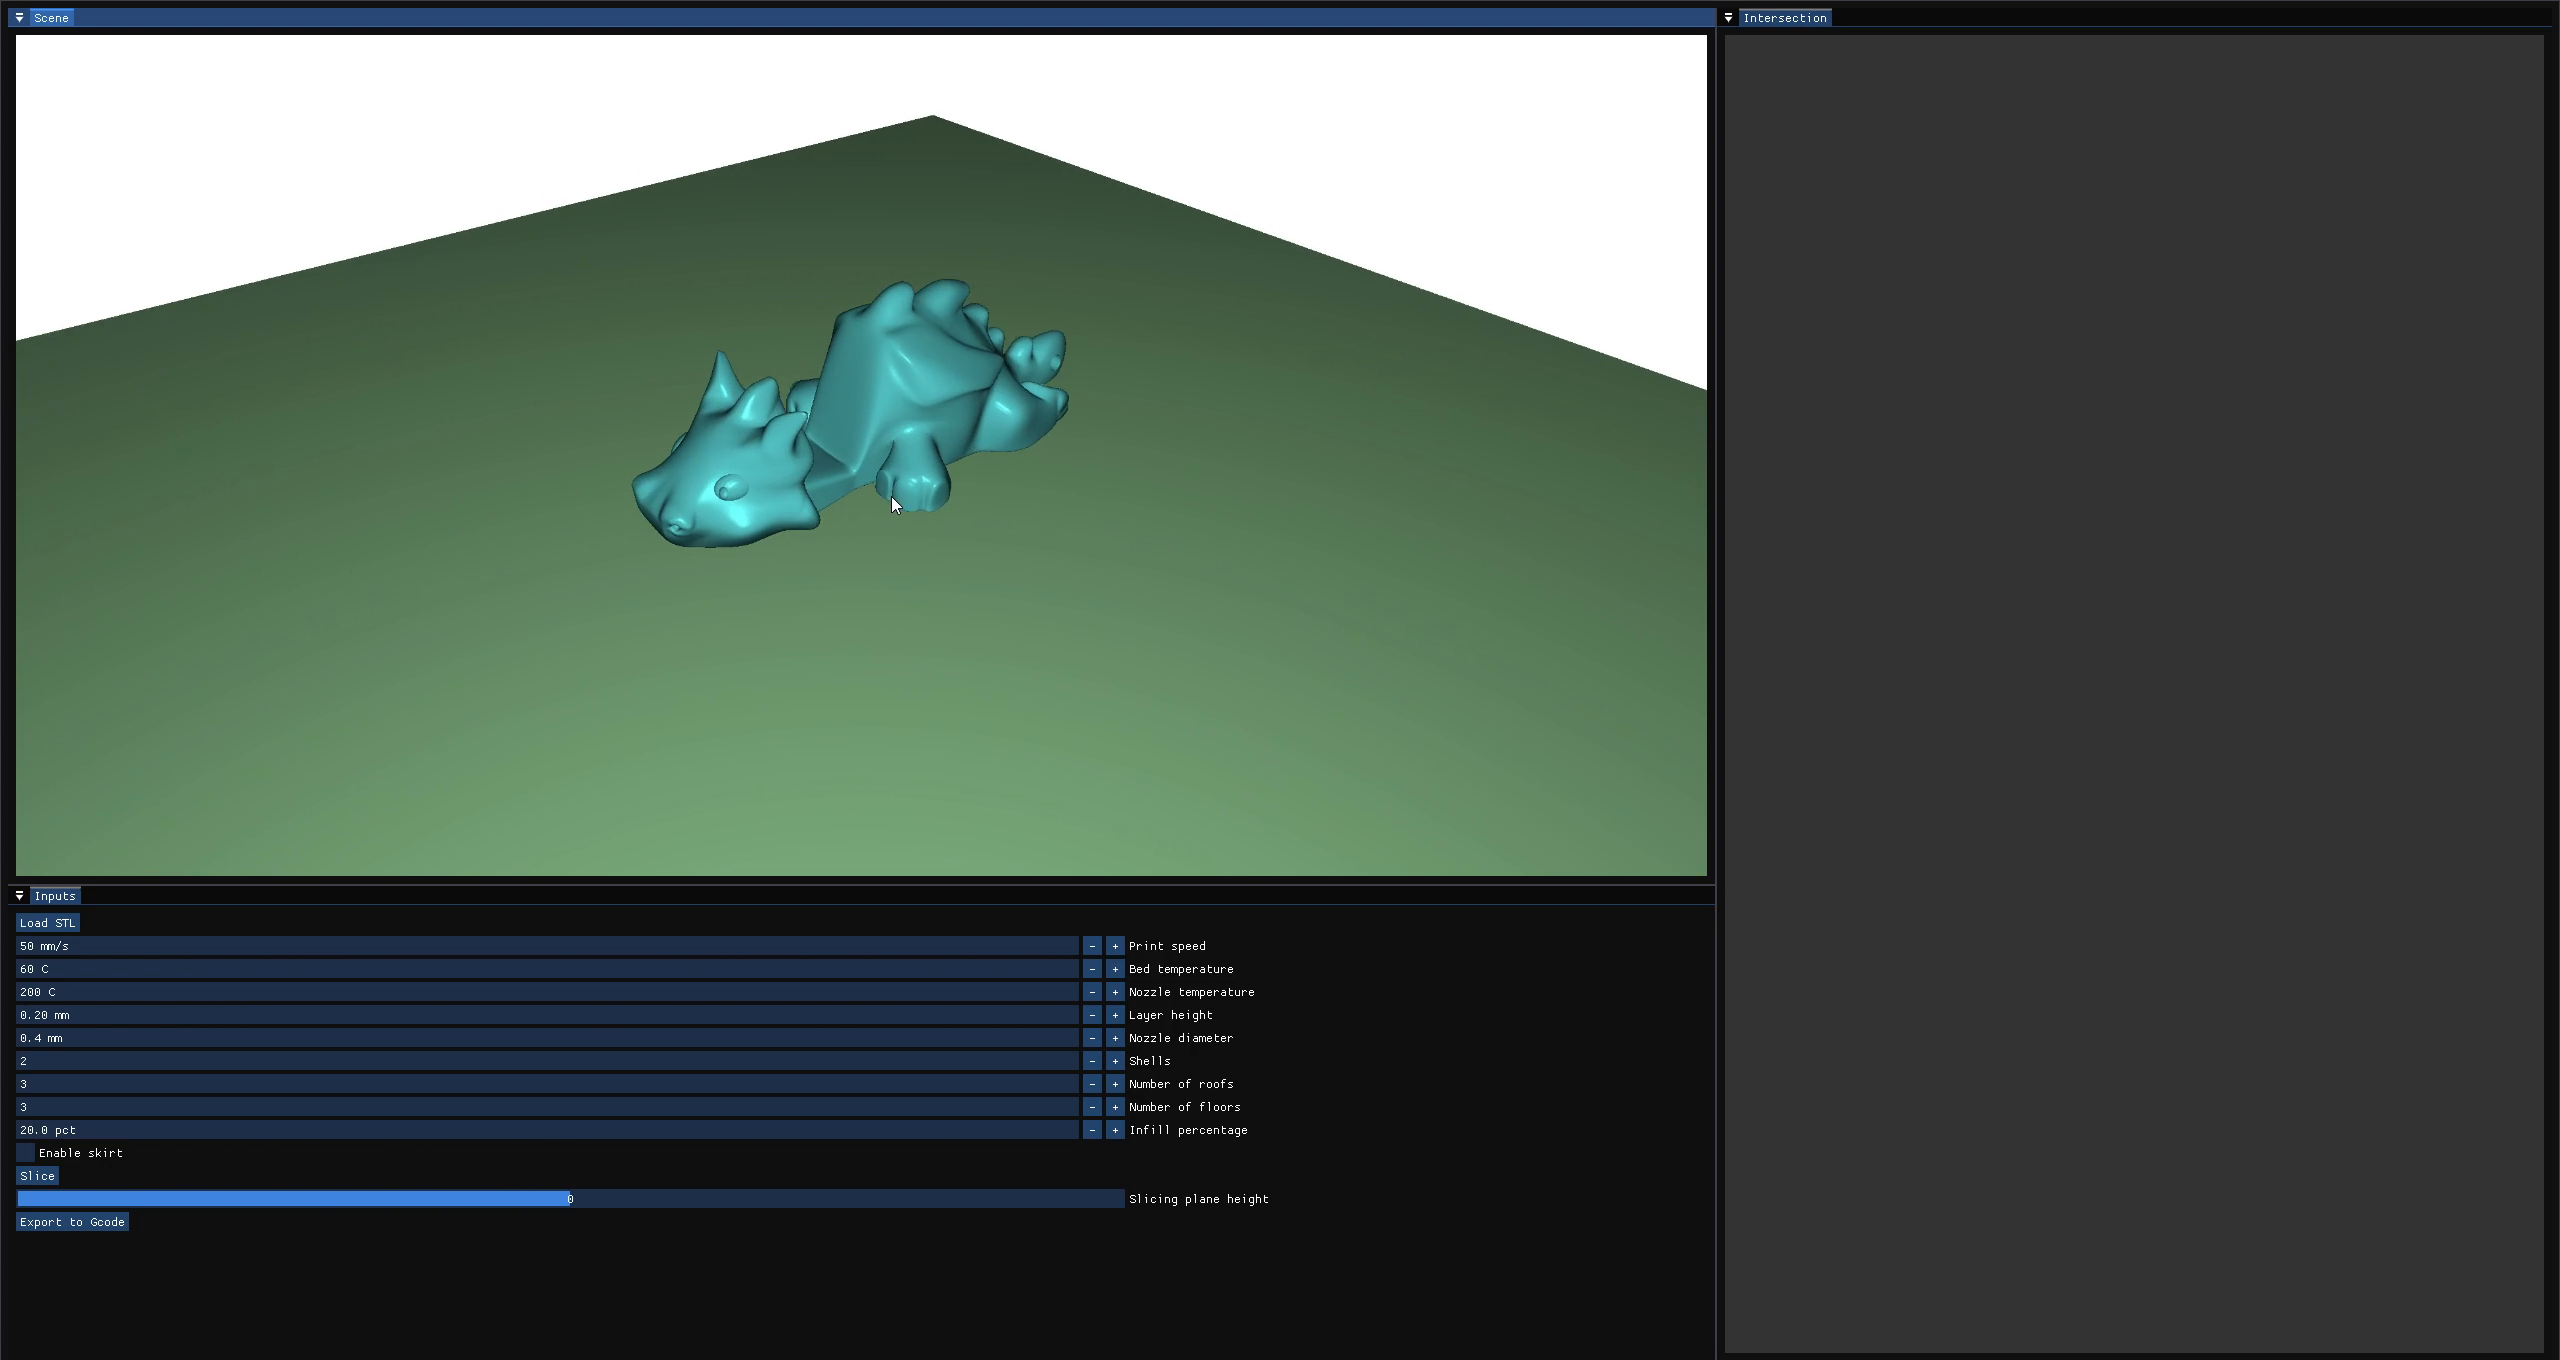 Scene
Intersection
Inputs
Load STL
50 mm/s - + Print speed
60 C - + Bed temperature
200 C - + Nozzle temperature
0.20 mm - + Layer height
0.4 mm - + Nozzle diameter
2 - + Shells
3 - + Number of roofs
3 - + Number of floors
20.0 pct - + Infill percentage
Enable skirt
Slice
0 Slicing plane height
Export to Gcode